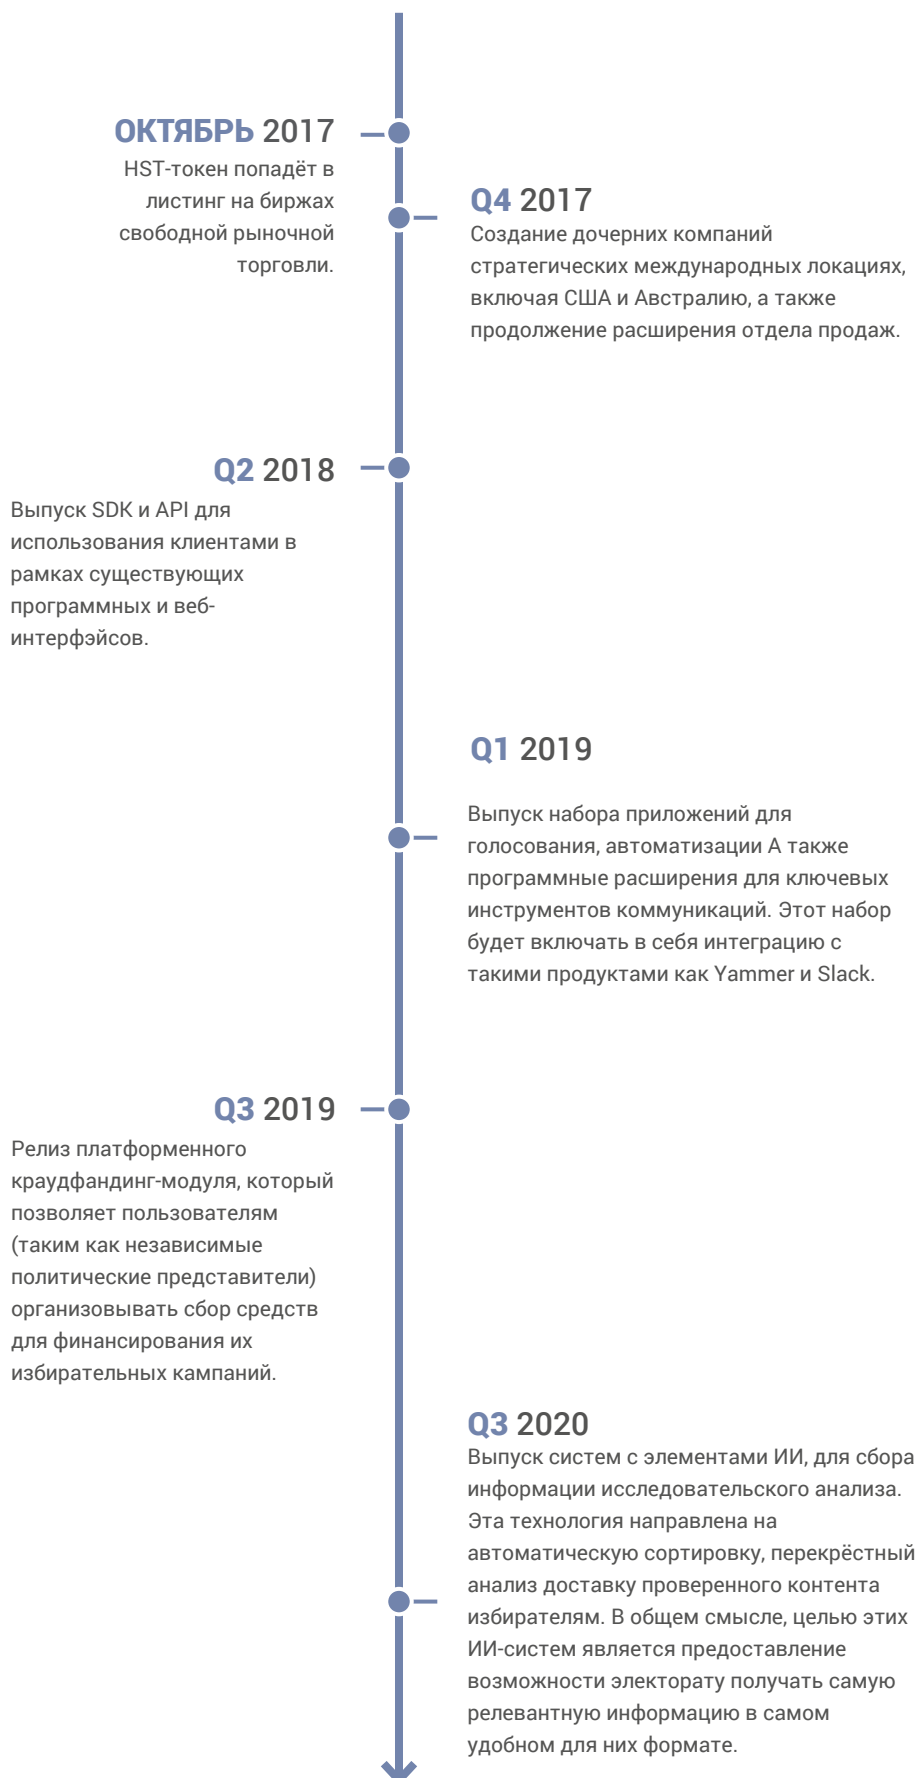 ОКТЯБРЬ 2017
HST-токен попадёт в
листинг на биржах
свободной рыночной
торговли.
Q4 2017
Создание дочерних компаний
стратегических международных локациях,
включая США и Австралию, а также
продолжение расширения отдела продаж.
Q2 2018
Выпуск SDK и API для
использования клиентами в
рамках существующих
программных и веб-
интерфэйсов.
Q1 2019
Выпуск набора приложений для
голосования, автоматизации А также
программные расширения для ключевых
инструментов коммуникаций. Этот набор
будет включать в себя интеграцию с
такими продуктами как Yammer и Slack.
Q3 2019
Релиз платформенного
краудфандинг-модуля, который
позволяет пользователям
(таким как независимые
политические представители)
организовывать сбор средств
для финансирования их
избирательных кампаний.
Q3 2020
Выпуск систем с элементами ИИ, для сбора
информации исследовательского анализа.
Эта технология направлена на
автоматическую сортировку, перекрёстный
анализ доставку проверенного контента
избирателям. В общем смысле, целью этих
ИИ-систем является предоставление
возможности электорату получать самую
релевантную информацию в самом
удобном для них формате.